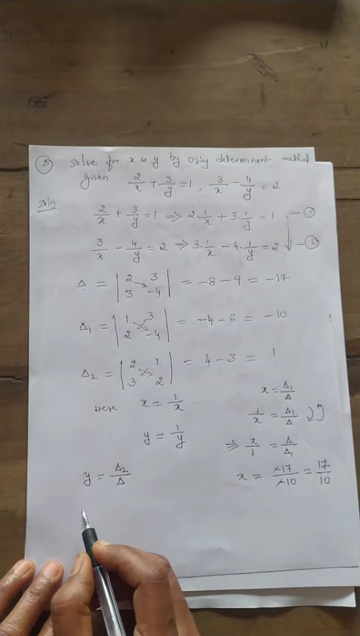 ⑤ Solve for x & y by using determinant method
given 2/x + 3/y = 1 , 3/x - 4/y = 2
Soln 2/x + 3/y = 1 ⇒ 2·1/x + 3·1/y = 1 — ①
3/x - 4/y = 2 ⇒ 3·1/x - 4·1/y = 2 — ②
Δ = | 2 3 3 -4 | = -8 - 9 = -17
Δ₁ = | 1 3 2 -4 | = -4 - 6 = -10
Δ₂ = | 2 1 3 2 | = 4 - 3 = 1
Here x = 1/x
y = 1/y
y = Δ₂/Δ
x = Δ₁/Δ
1/x = Δ₁/Δ
⇒ x/1 = Δ/Δ₁
x = -17/-10 = 17/10